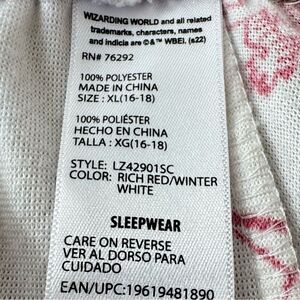 WIZARDING WORLD and all related
trademarks, characters, names
and indicia are ©& ™ WBEI. (s22)
RN# 76292
100% POLYESTER
MADE IN CHINA
SIZE : XL(16-18)
100% POLIÉSTER
HECHO EN CHINA
TALLA : XG(16-18)
STYLE: LZ42901SC
COLOR: RICH RED/WINTER
WHITE
SLEEPWEAR
CARE ON REVERSE
VER AL DORSO PARA
CUIDADO
EAN/UPC:19619481890